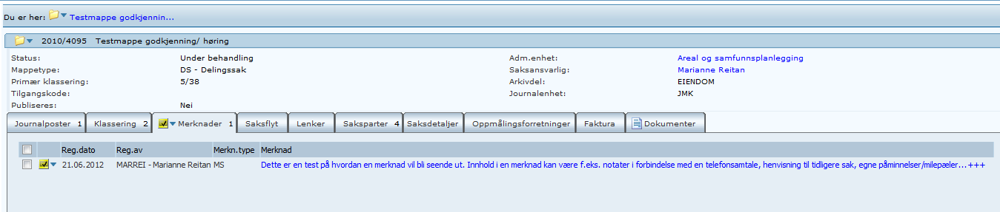 Du er her: Testmappe godkjennin...
2010/4095 Testmappe godkjenning/ høring
Status: Under behandling Adm.enhet: Areal og samfunnsplanlegging
Mappetype: DS - Delingssak Saksansvarlig: Marianne Reitan
Primær klassering: 5/38 Arkivdel: EIENDOM
Tilgangskode: Journalenhet: JMK
Publiseres: Nei
Journalposter 1 Klassering 2 Merknader 1 Saksflyt Lenker Saksparter 4 Saksdetaljer Oppmålingsforretninger Faktura Dokumenter
Reg.dato Reg.av Merkn.type Merknad
21.06.2012 MARREI - Marianne Reitan MS Dette er en test på hvordan en merknad vil bli seende ut. Innhold i en merknad kan være f.eks. notater i forbindelse med en telefonsamtale, henvisning til tidligere sak, egne påminnelser/milepæler...+++